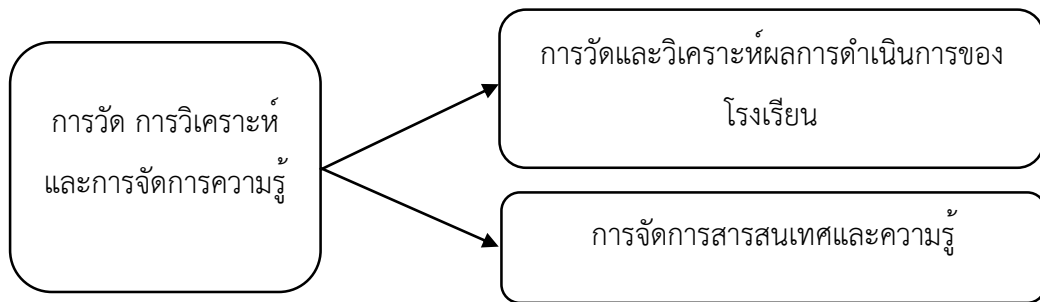 การวัด การวิเคราะห์
และการจัดการความรู้
การวัดและวิเคราะห์ผลการดำเนินการของ
โรงเรียน
การจัดการสารสนเทศและความรู้